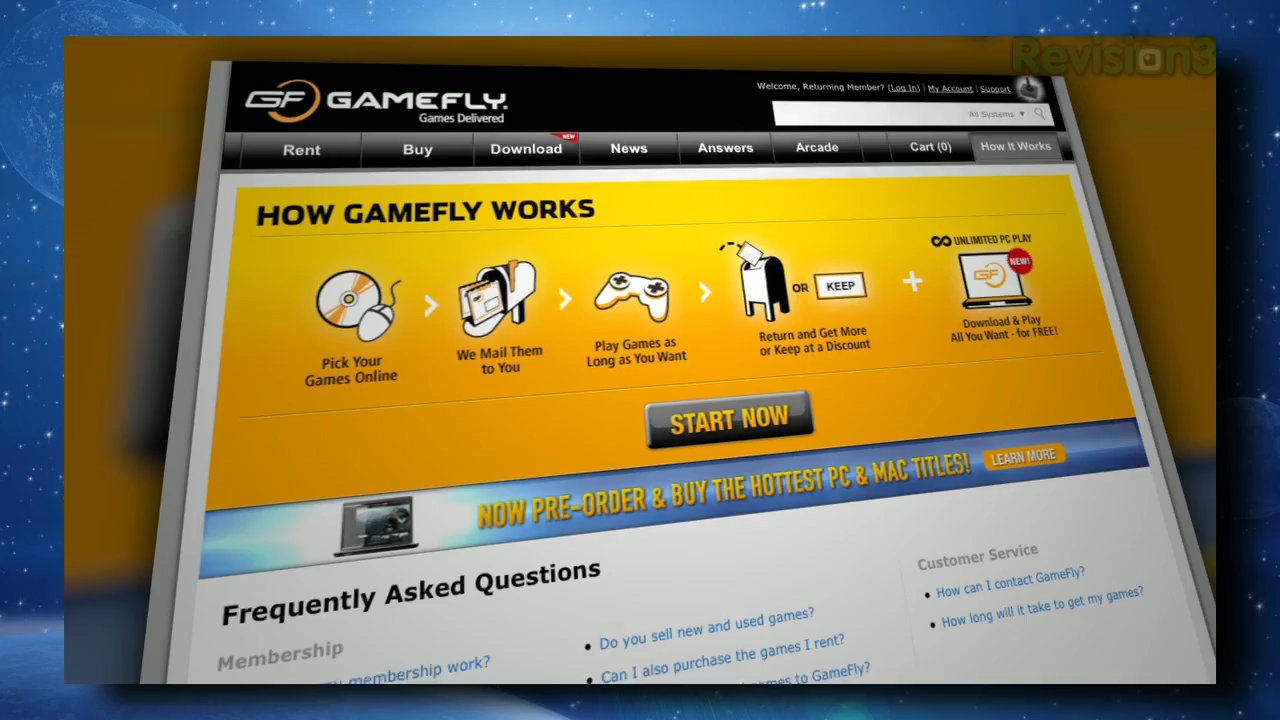 Revision3
Welcome, Returning Member? (Log In) | My Account | Support
GF GAMEFLY.
Games Delivered
All Systems
Rent Buy Download NEW News Answers Arcade Cart (0) How It Works
HOW GAMEFLY WORKS
UNLIMITED PC PLAY
GF NEW!
OR KEEP
Pick Your
Games Online
We Mail Them
to You
Play Games as
Long as You Want
Return and Get More
or Keep at a Discount
Download & Play
All You Want - for FREE!
START NOW
NOW PRE-ORDER & BUY THE HOTTEST PC & MAC TITLES! LEARN MORE
Frequently Asked Questions
Membership
membership work?
Do you sell new and used games?
Can I also purchase the games I rent?
to GameFly?
Customer Service
How can I contact GameFly?
How long will it take to get my games?